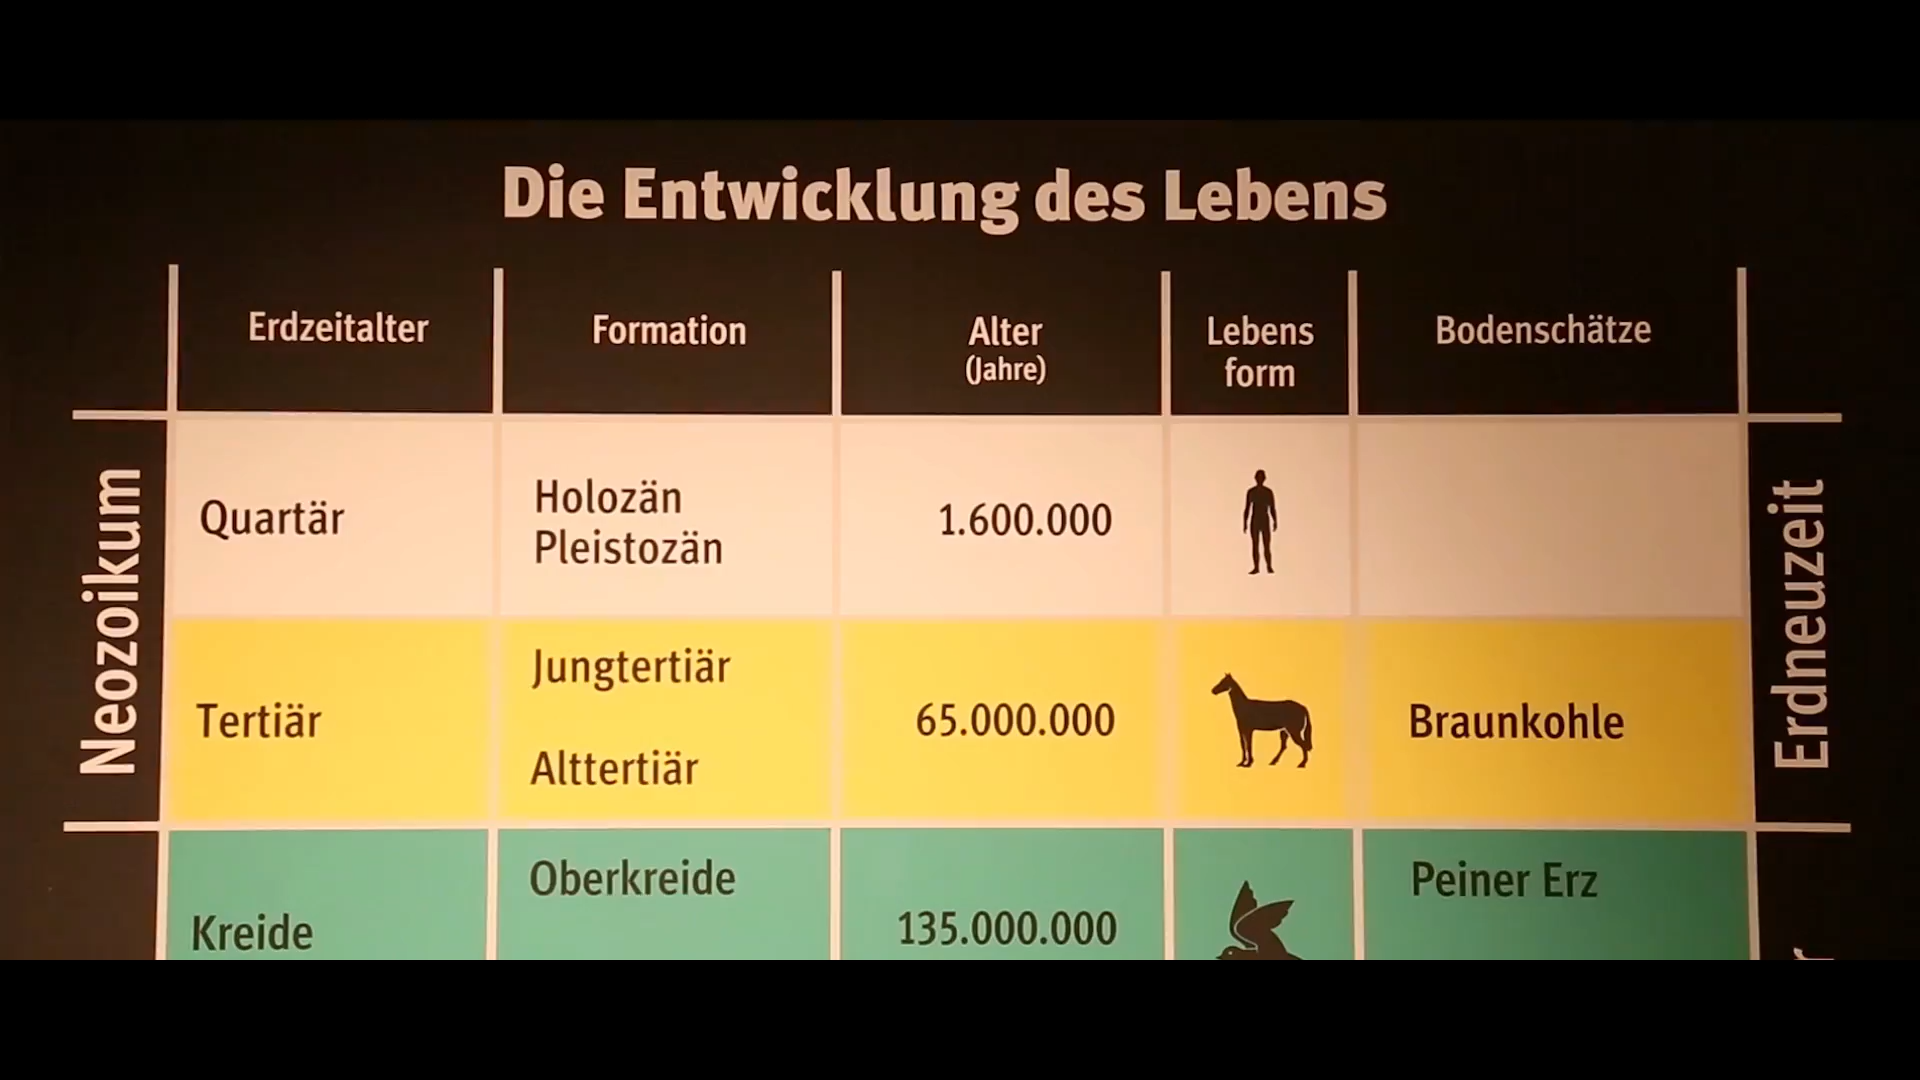 Die Entwicklung des Lebens
Erdzeitalter
Formation
Alter
(Jahre)
Lebens
form
Bodenschätze
Neozoikum
Quartär
Holozän
Pleistozän
1.600.000
Erdneuzeit
Tertiär
Jungtertiär
Alttertiär
65.000.000
Braunkohle
Kreide
Oberkreide
135.000.000
Peiner Erz